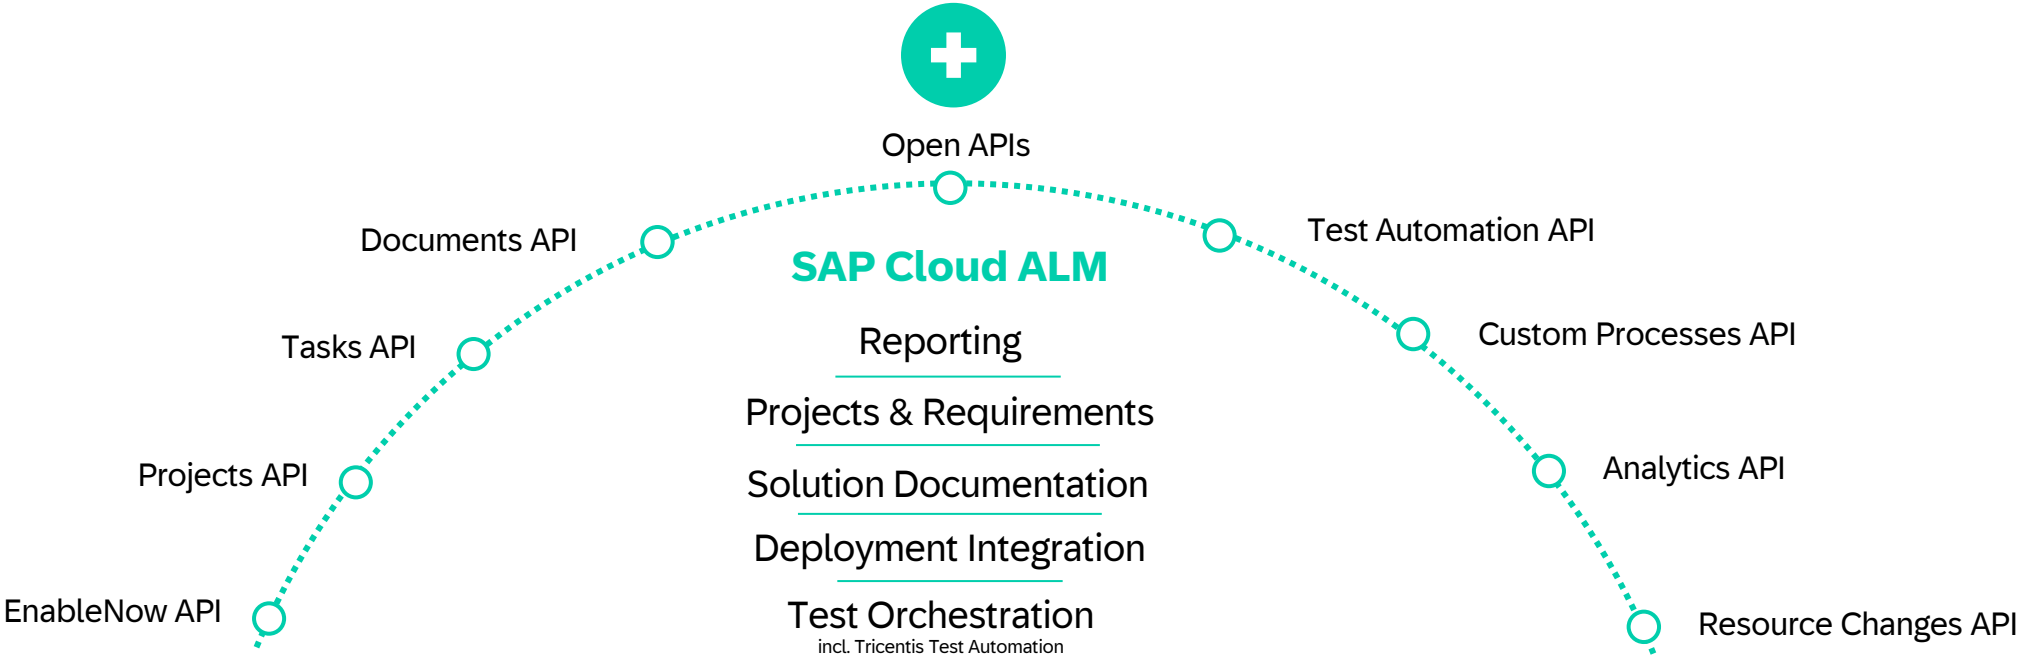 Open APIs
Documents API
Test Automation API
SAP Cloud ALM
Tasks API
Reporting
Custom Processes API
Projects & Requirements
Projects API
Solution Documentation
Analytics API
Deployment Integration
EnableNow API
Test Orchestration
incl. Tricentis Test Automation
Resource Changes API